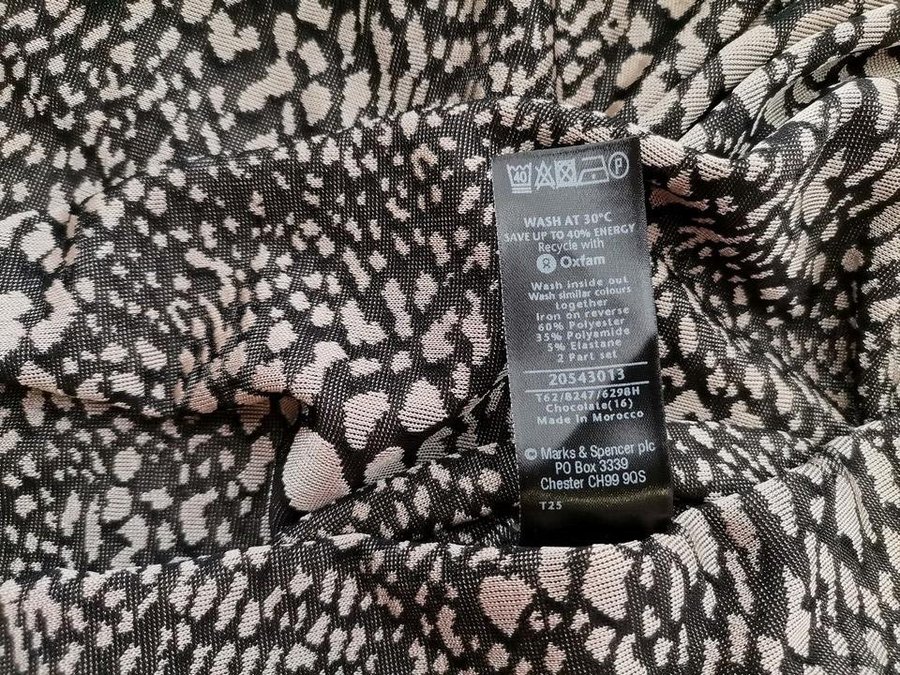 40 P
WASH AT 30°C
SAVE UP TO 40% ENERGY
Recycle with
Oxfam
Wash inside out
Wash similar colours
together
Iron on reverse
60% Polyester
35% Polyamide
5% Elastane
2 Part set
20543013
T62/8247/6298H
Chocolate(16)
Made in Morocco
© Marks & Spencer plc
PO Box 3339
Chester CH99 9QS
T25